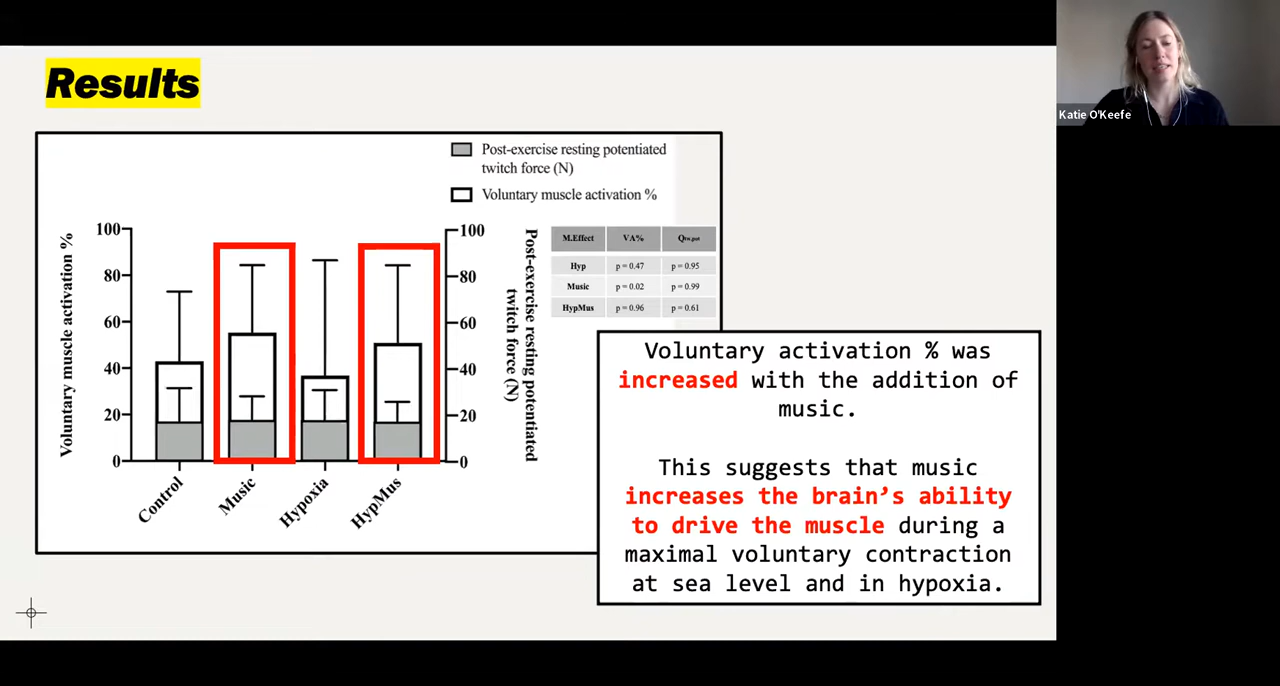 Results
Katie O'Keefe
Post-exercise resting potentiated
twitch force (N)
Voluntary muscle activation %
Voluntary muscle activation %
100
80
60
40
20
0
100
80
60
40
20
0
Post-exercise resting potentiated
twitch force (N)
Control
Music
Hypoxia
HypMus
M.Effect VA% Qtw.pot
Hyp p = 0.47 p = 0.95
Music p = 0.02 p = 0.99
HypMus p = 0.96 p = 0.61
Voluntary activation % was
increased with the addition of
music.
This suggests that music
increases the brain’s ability
to drive the muscle during a
maximal voluntary contraction
at sea level and in hypoxia.